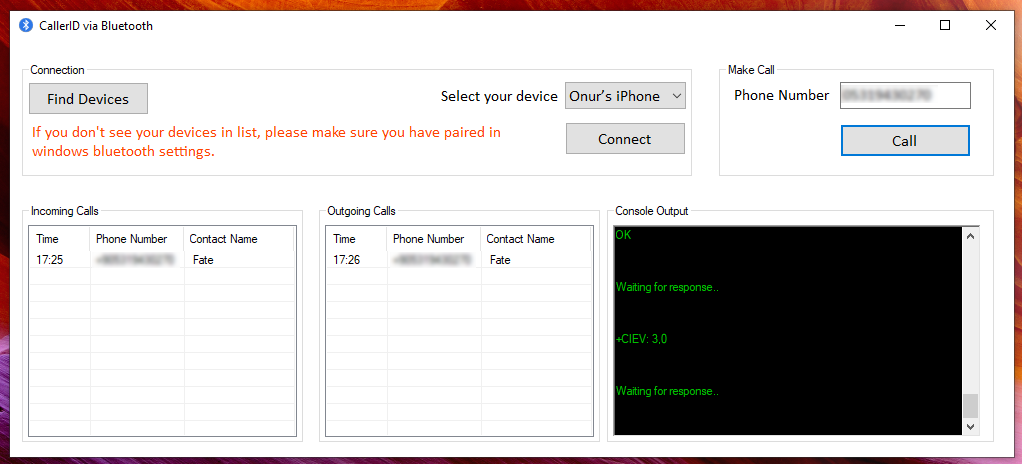 CallerID via Bluetooth
Connection
Find Devices
Select your device
Onur's iPhone
If you don't see your devices in list, please make sure you have paired in
windows bluetooth settings.
Connect
Make Call
Phone Number
Call
Incoming Calls
Time Phone Number Contact Name
17:25 Fate
Outgoing Calls
Time Phone Number Contact Name
17:26 Fate
Console Output
OK
Waiting for response..
+CIEV: 3,0
Waiting for response..